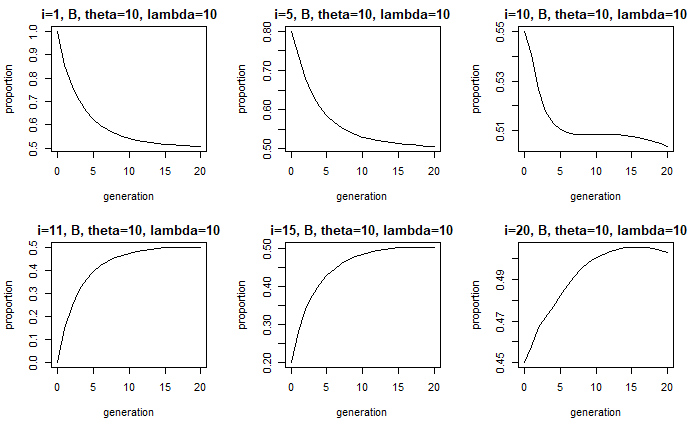 i=1, B, theta=10, lambda=10
proportion
1.0
0.9
0.8
0.7
0.6
0.5
0 5 10 15 20
generation
i=5, B, theta=10, lambda=10
proportion
0.80
0.70
0.60
0.50
0 5 10 15 20
generation
i=10, B, theta=10, lambda=10
proportion
0.55
0.53
0.51
0 5 10 15 20
generation
i=11, B, theta=10, lambda=10
proportion
0.5
0.4
0.3
0.2
0.1
0.0
0 5 10 15 20
generation
i=15, B, theta=10, lambda=10
proportion
0.50
0.40
0.30
0.20
0 5 10 15 20
generation
i=20, B, theta=10, lambda=10
proportion
0.49
0.47
0.45
0 5 10 15 20
generation